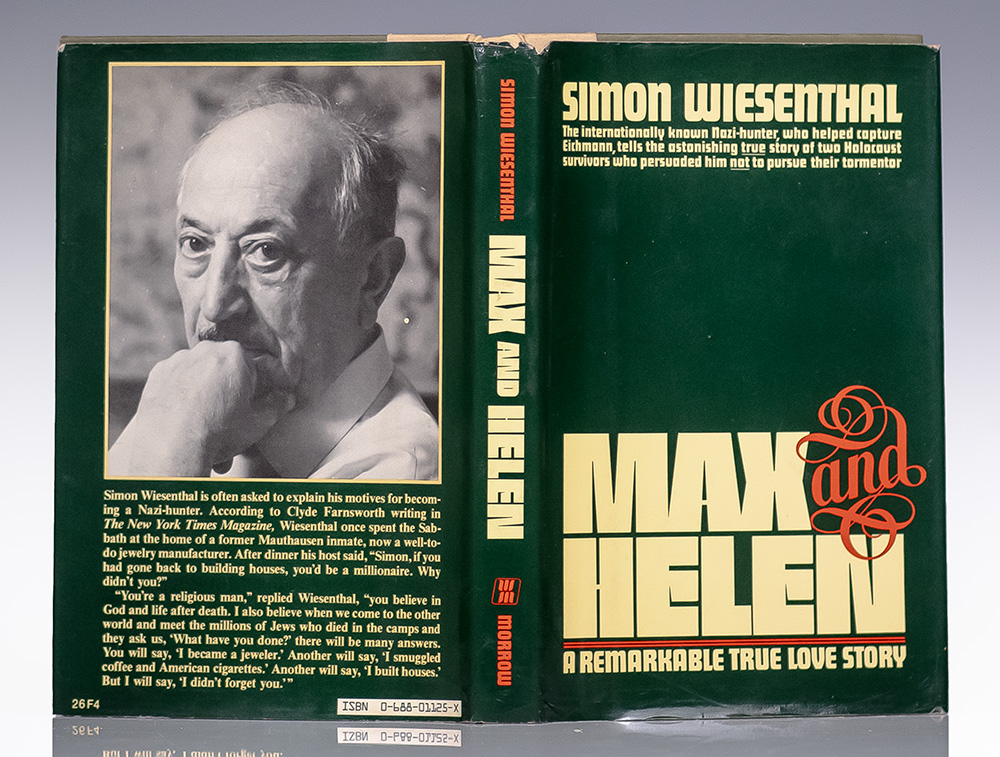 Simon Wiesenthal is often asked to explain his motives for becom-
ing a Nazi-hunter. According to Clyde Farnsworth writing in
The New York Times Magazine, Wiesenthal once spent the Sab-
bath at the home of a former Mauthausen inmate, now a well-to-
do jewelry manufacturer. After dinner his host said, “Simon, if you
had gone back to building houses, you'd be a millionaire. Why
didn't you?”
“You're a religious man,” replied Wiesenthal, “you believe in
God and life after death. I also believe when we come to the other
world and meet the millions of Jews who died in the camps and
they ask us, ‘What have you done?’ there will be many answers.
You will say, ‘I became a jeweler.’ Another will say, ‘I smuggled
coffee and American cigarettes.’ Another will say, ‘I built houses.’
But I will say, ‘I didn't forget you.’”
26F4
ISBN 0-688-01125-X
SIMON WIESENTHAL MAX AND HELEN MORROW
SIMON WIESENTHAL
The internationally known Nazi-hunter, who helped capture
Eichmann, tells the astonishing true story of two Holocaust
survivors who persuaded him not to pursue their tormentor
MAX and
HELEN
A REMARKABLE TRUE LOVE STORY